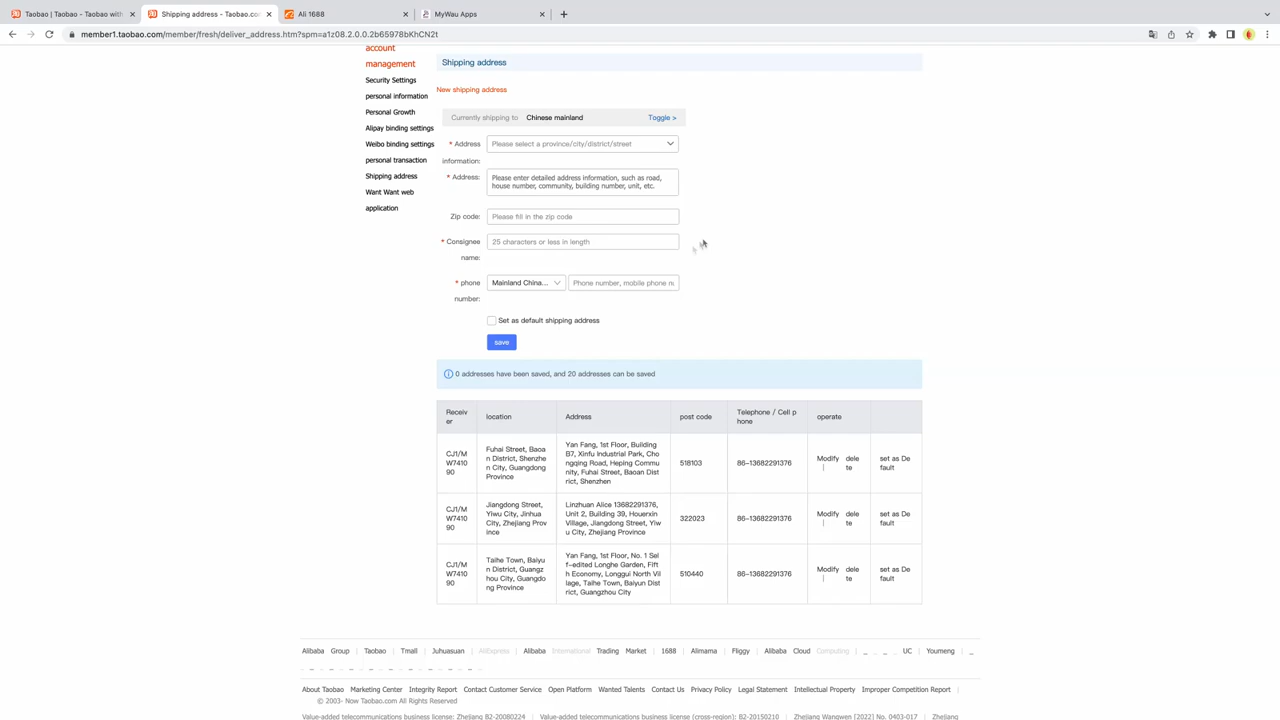 Taobao | Taobao - Taobao with
Shipping address - Taobao.co
Ali 1688
MyWau Apps
member1.taobao.com/member/fresh/deliver_address.htm?spm=a1z08.2.0.0.2b65978bKhCN2t
account
management
Security Settings
personal information
Personal Growth
Alipay binding settings
Weibo binding settings
personal transaction
Shipping address
Want Want web
application
Shipping address
New shipping address
Currently shipping to Chinese mainland Toggle >
* Address
information:
Please select a province/city/district/street
* Address:
Please enter detailed address information, such as road,
house number, community, building number, unit, etc.
Zip code: Please fill in the zip code
* Consignee
name:
25 characters or less in length
* phone
number:
Mainland China...
Phone number, mobile phone nu
Set as default shipping address
save
0 addresses have been saved, and 20 addresses can be saved
Receiv
er
location
Address
post code
Telephone / Cell p
hone
operate
CJ1/M
W7410
90
Fuhai Street, Baoa
n District, Shenzhe
n City, Guangdong
Province
Yan Fang, 1st Floor, Building
B7, Xinfu Industrial Park, Cho
ngqing Road, Heping Commu
nity, Fuhai Street, Baoan Dist
rict, Shenzhen
518103
86-13682291376
Modify
|
dele
te
set as De
fault
CJ1/M
W7410
90
Jiangdong Street,
Yiwu City, Jinhua
City, Zhejiang Prov
ince
Linzhuan Alice 13682291376,
Unit 2, Building 39, Houerxin
Village, Jiangdong Street, Yiw
u City, Zhejiang Province
322023
86-13682291376
Modify
|
dele
te
set as De
fault
CJ1/M
W7410
90
Taihe Town, Baiyu
n District, Guangz
hou City, Guangdo
ng Province
Yan Fang, 1st Floor, No. 1 Sel
f-edited Longhe Garden, Fift
h Economy, Longgui North Vil
lage, Taihe Town, Baiyun Dist
rict, Guangzhou City
510440
86-13682291376
Modify
|
dele
te
set as De
fault
Alibaba Group | Taobao | Tmall | Juhuasuan | AliExpress | Alibaba International Trading Market | 1688 | Alimama | Fliggy | Alibaba Cloud Computing | _ _ _ UC | Youmeng | _
About Taobao Marketing Center Integrity Report Contact Customer Service Open Platform Wanted Talents Contact Us Privacy Policy Legal Statement Intellectual Property Improper Competition Report |
© 2003- Now Taobao.com All Rights Reserved
Value-added telecommunications business license: Zhejiang B2-20080224 | Value-added telecommunications business license (cross-region): B2-20150210 | Zhejiang Wangwen [2022] No. 0403-017 | Zhejiang